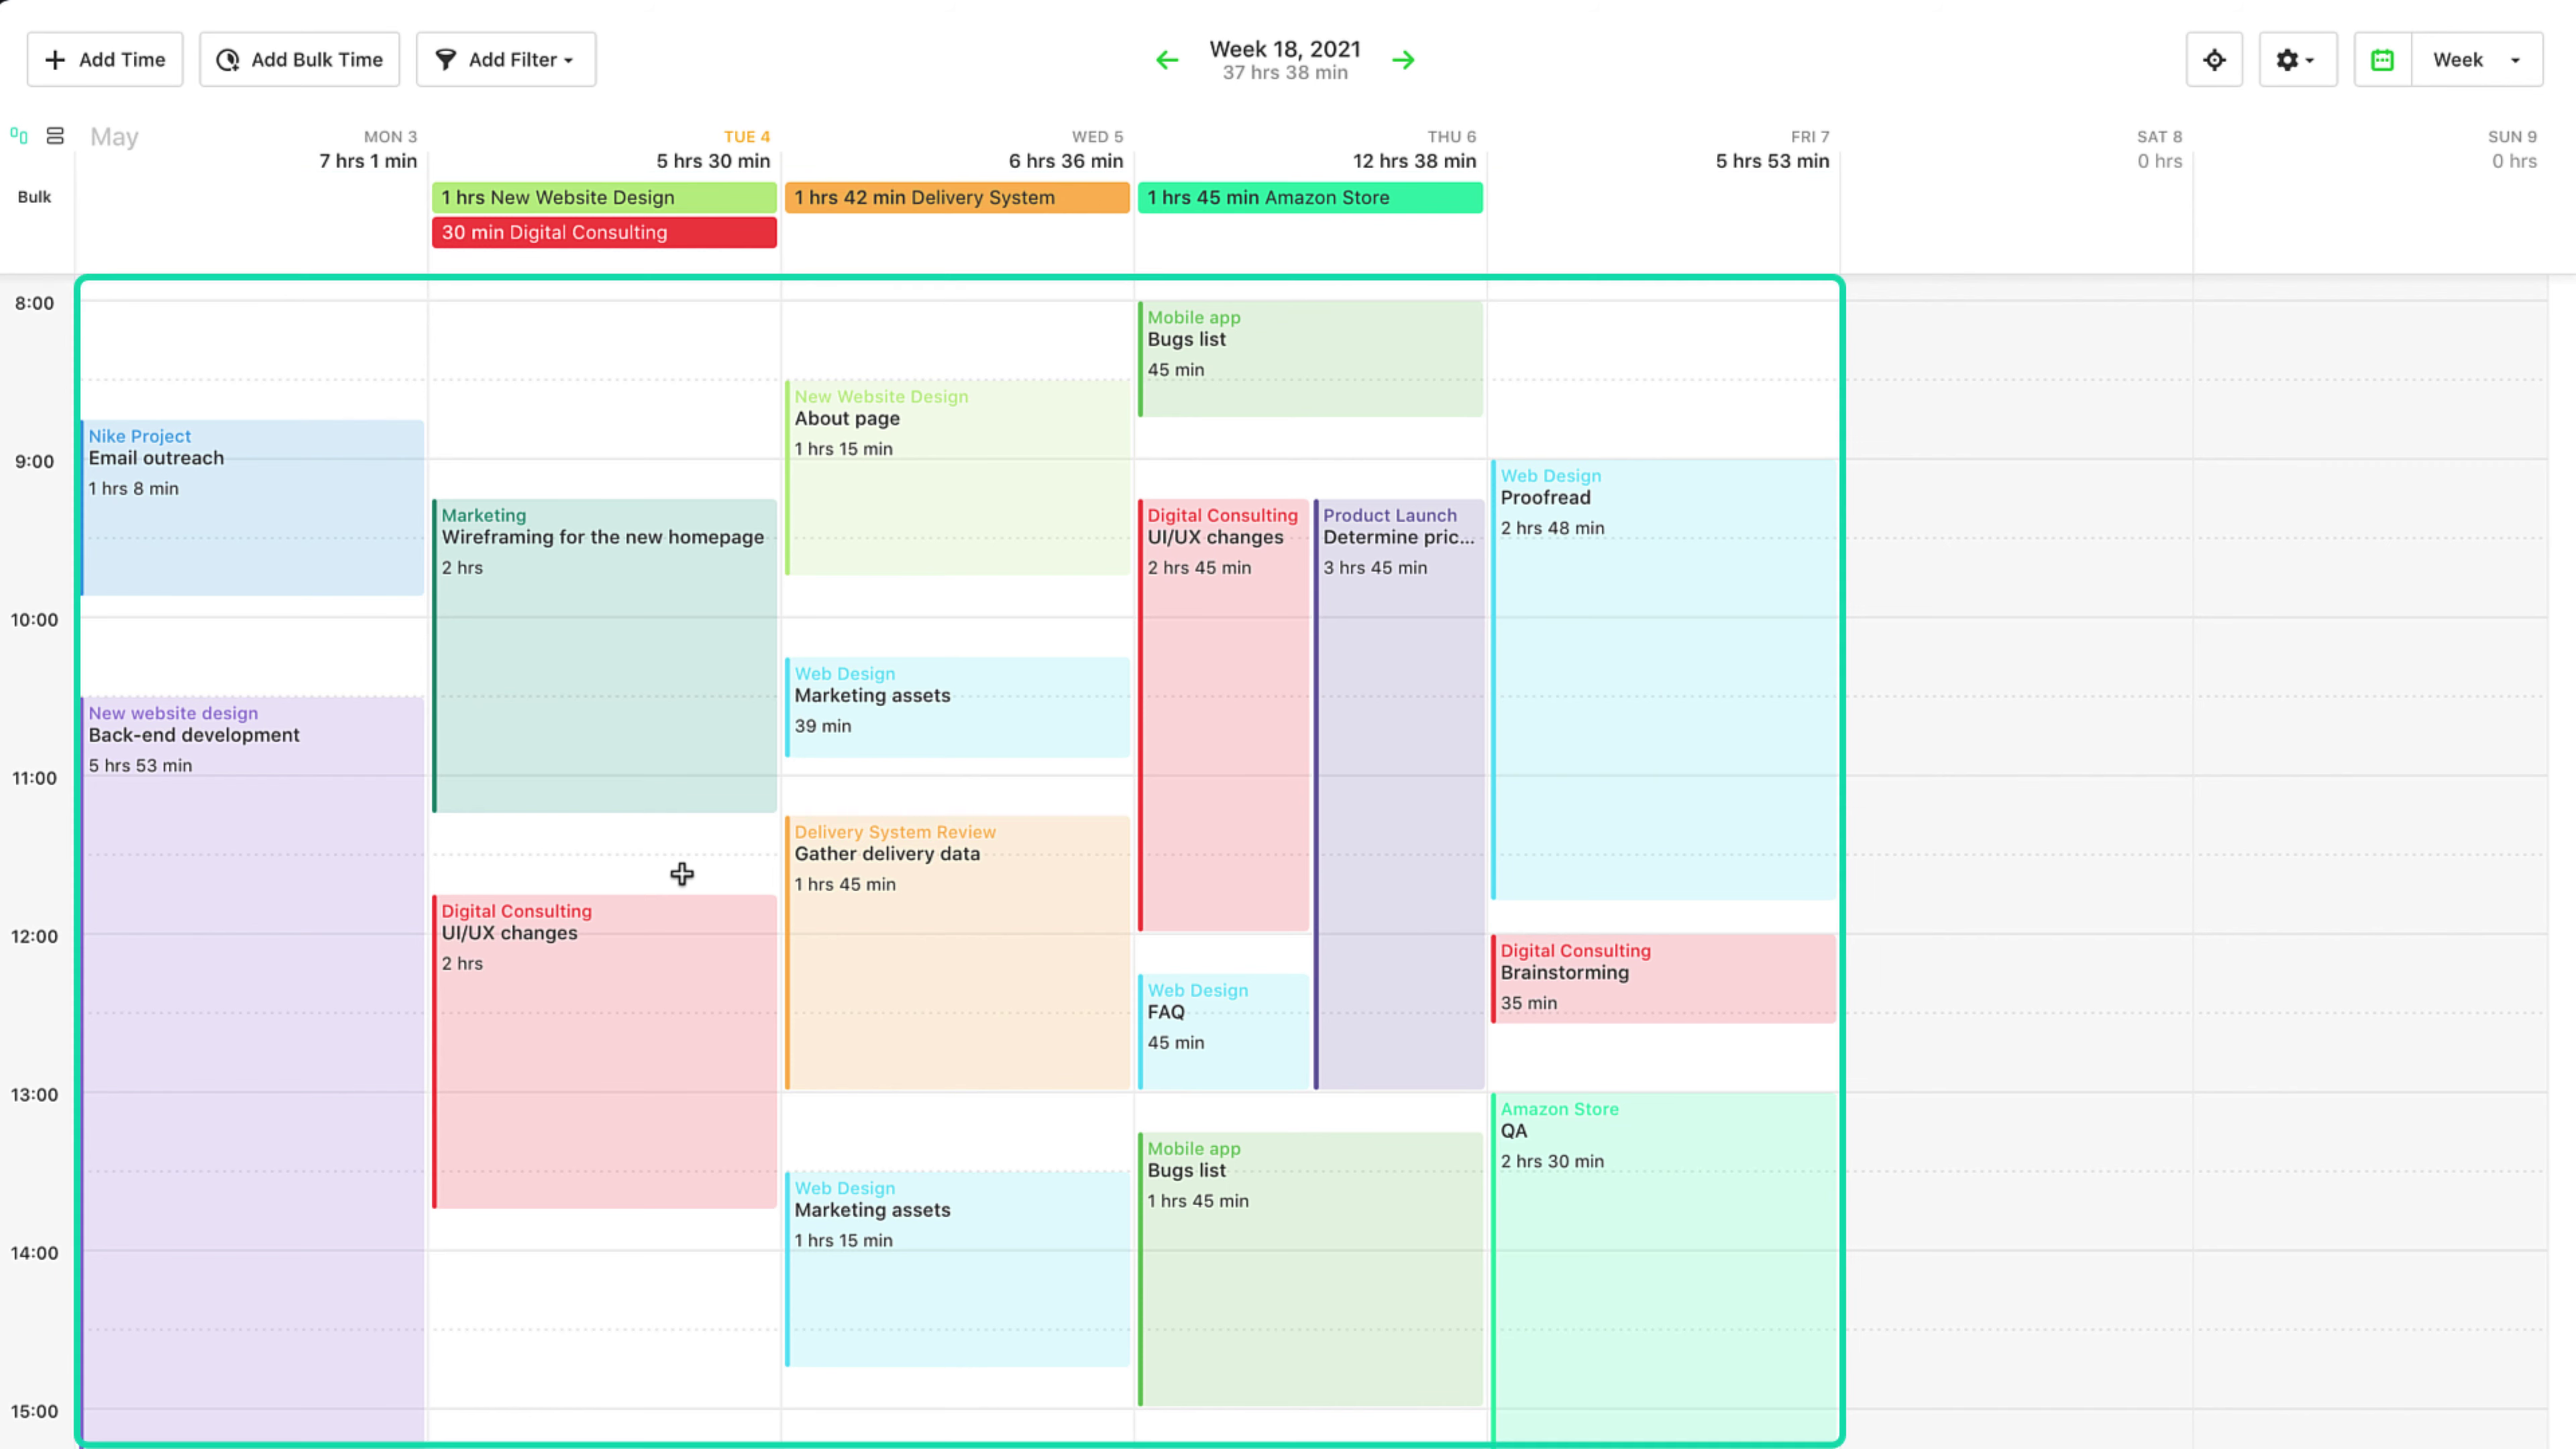 Add Time
Add Bulk Time
Add Filter
Week 18, 2021
37 hrs 38 min
Week
May
MON 3
7 hrs 1 min
TUE 4
5 hrs 30 min
WED 5
6 hrs 36 min
THU 6
12 hrs 38 min
FRI 7
5 hrs 53 min
SAT 8
0 hrs
SUN 9
0 hrs
Bulk
1 hrs New Website Design
30 min Digital Consulting
1 hrs 42 min Delivery System
1 hrs 45 min Amazon Store
8:00
9:00
10:00
11:00
12:00
13:00
14:00
15:00
Nike Project
Email outreach
1 hrs 8 min
New website design
Back-end development
5 hrs 53 min
Marketing
Wireframing for the new homepage
2 hrs
Digital Consulting
UI/UX changes
2 hrs
New Website Design
About page
1 hrs 15 min
Web Design
Marketing assets
39 min
Delivery System Review
Gather delivery data
1 hrs 45 min
Web Design
Marketing assets
1 hrs 15 min
Mobile app
Bugs list
45 min
Digital Consulting
UI/UX changes
2 hrs 45 min
Product Launch
Determine pric...
3 hrs 45 min
Web Design
FAQ
45 min
Mobile app
Bugs list
1 hrs 45 min
Web Design
Proofread
2 hrs 48 min
Digital Consulting
Brainstorming
35 min
Amazon Store
QA
2 hrs 30 min